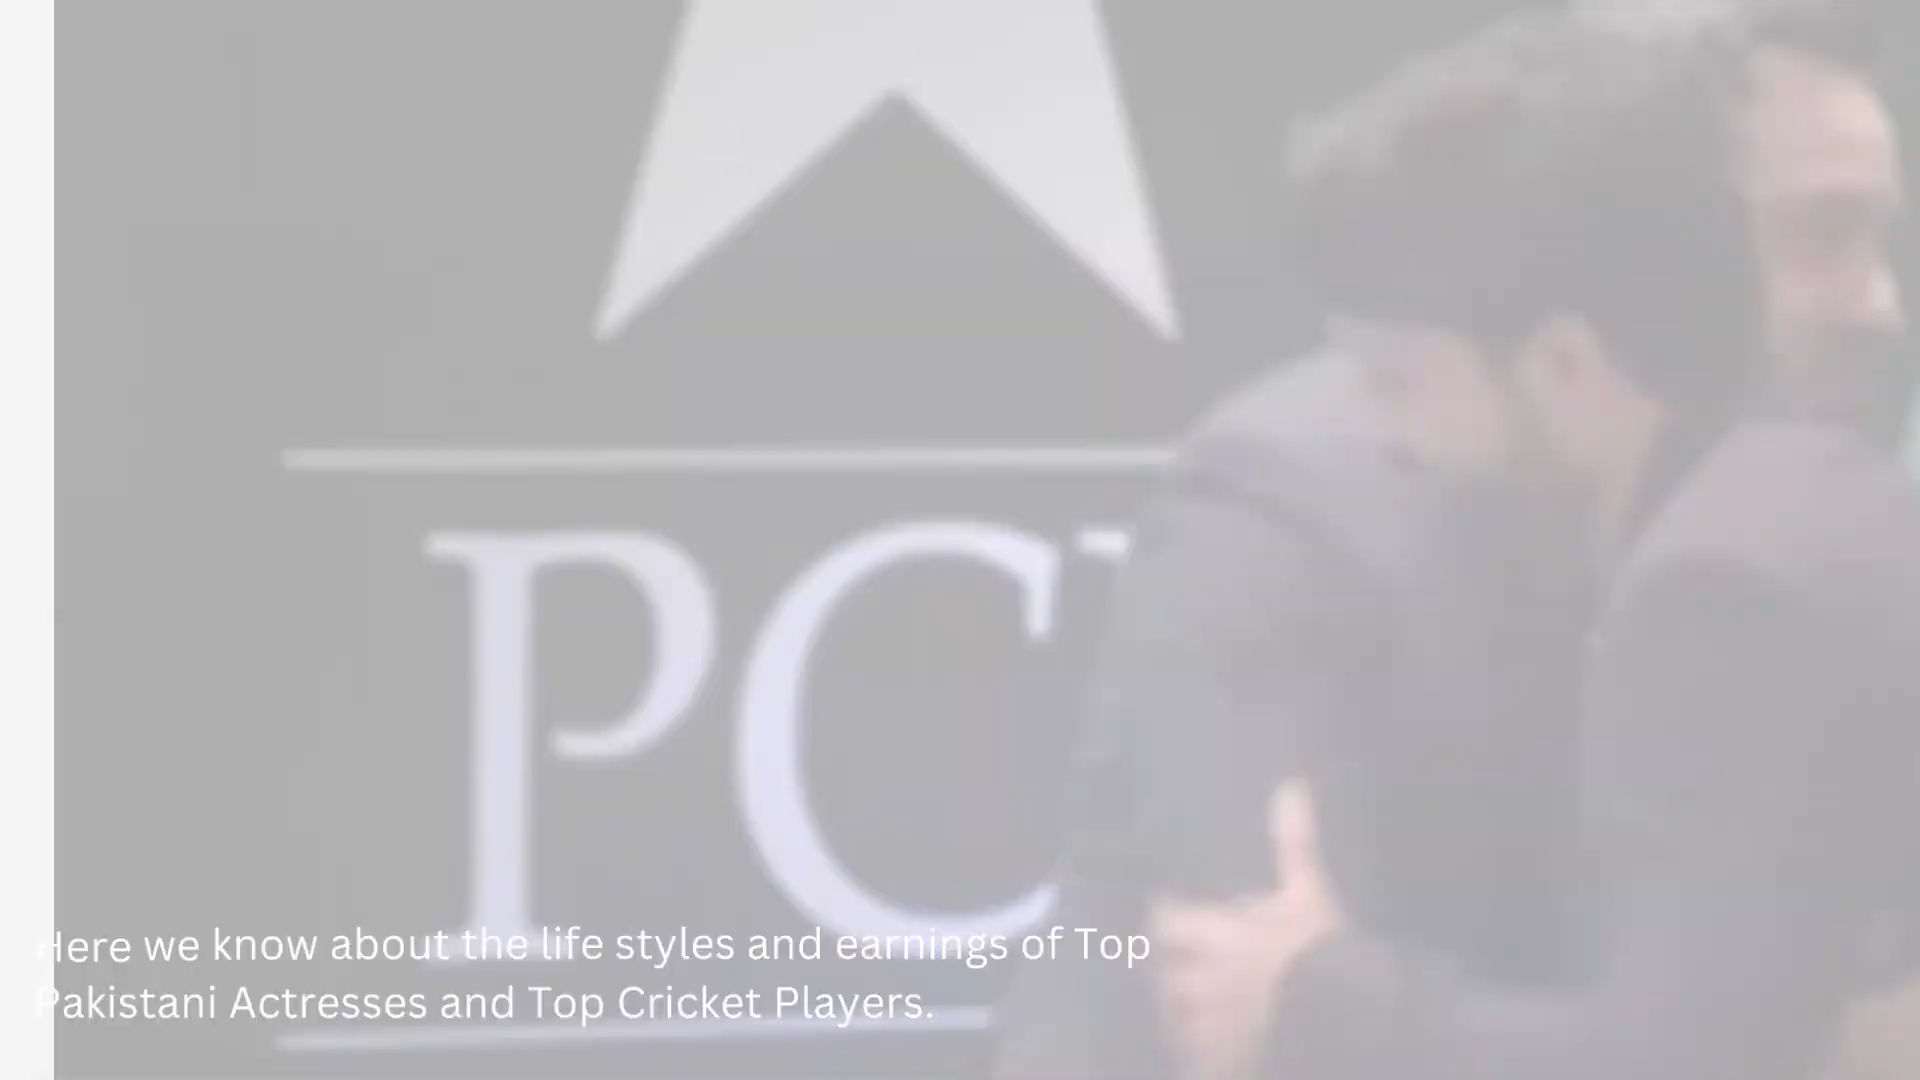 PC
Here we know about the life styles and earnings of Top
Pakistani Actresses and Top Cricket Players.